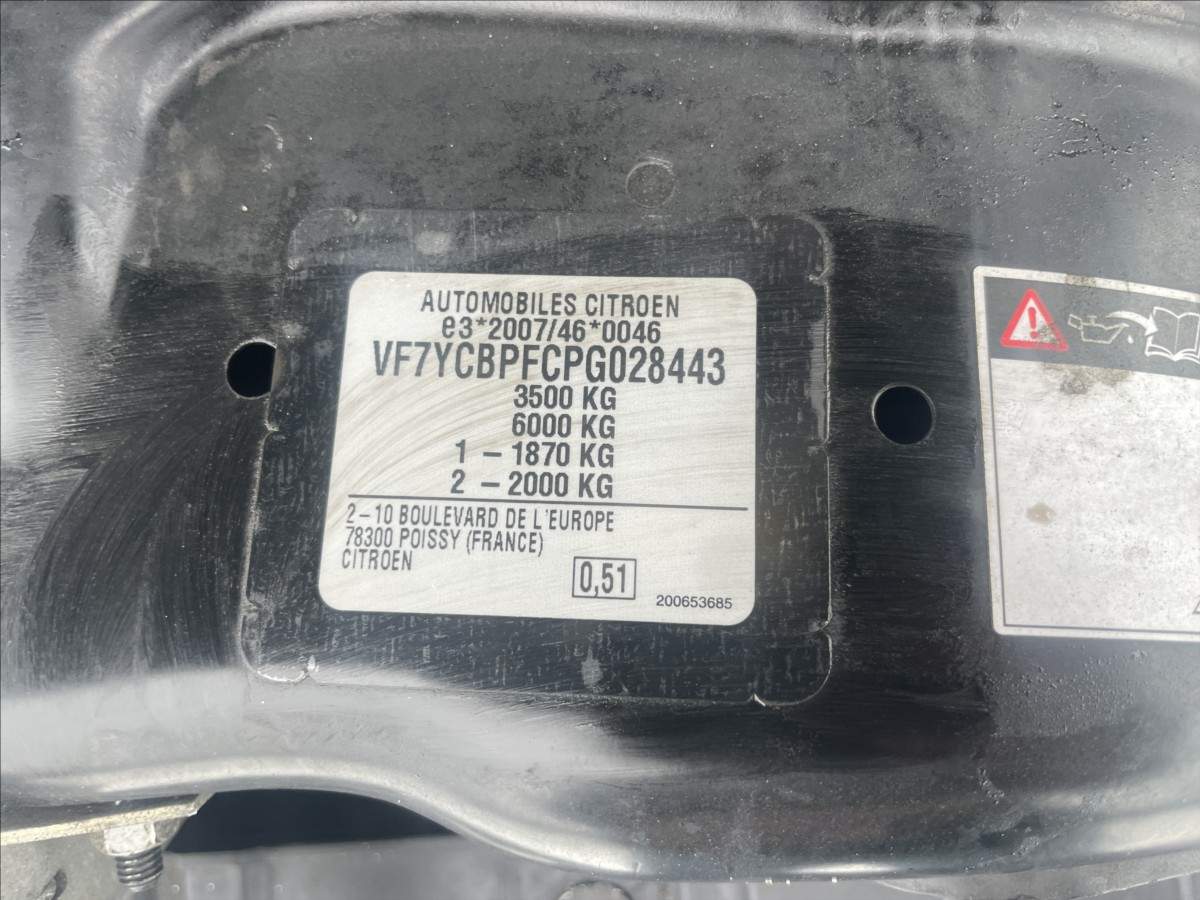 AUTOMOBILES CITROEN
e3*2007/46*0046
VF7YCBPFCPG028443
3500 KG
6000 KG
1 – 1870 KG
2 – 2000 KG
2–10 BOULEVARD DE L'EUROPE
78300 POISSY (FRANCE)
CITROEN
0,51
200653685